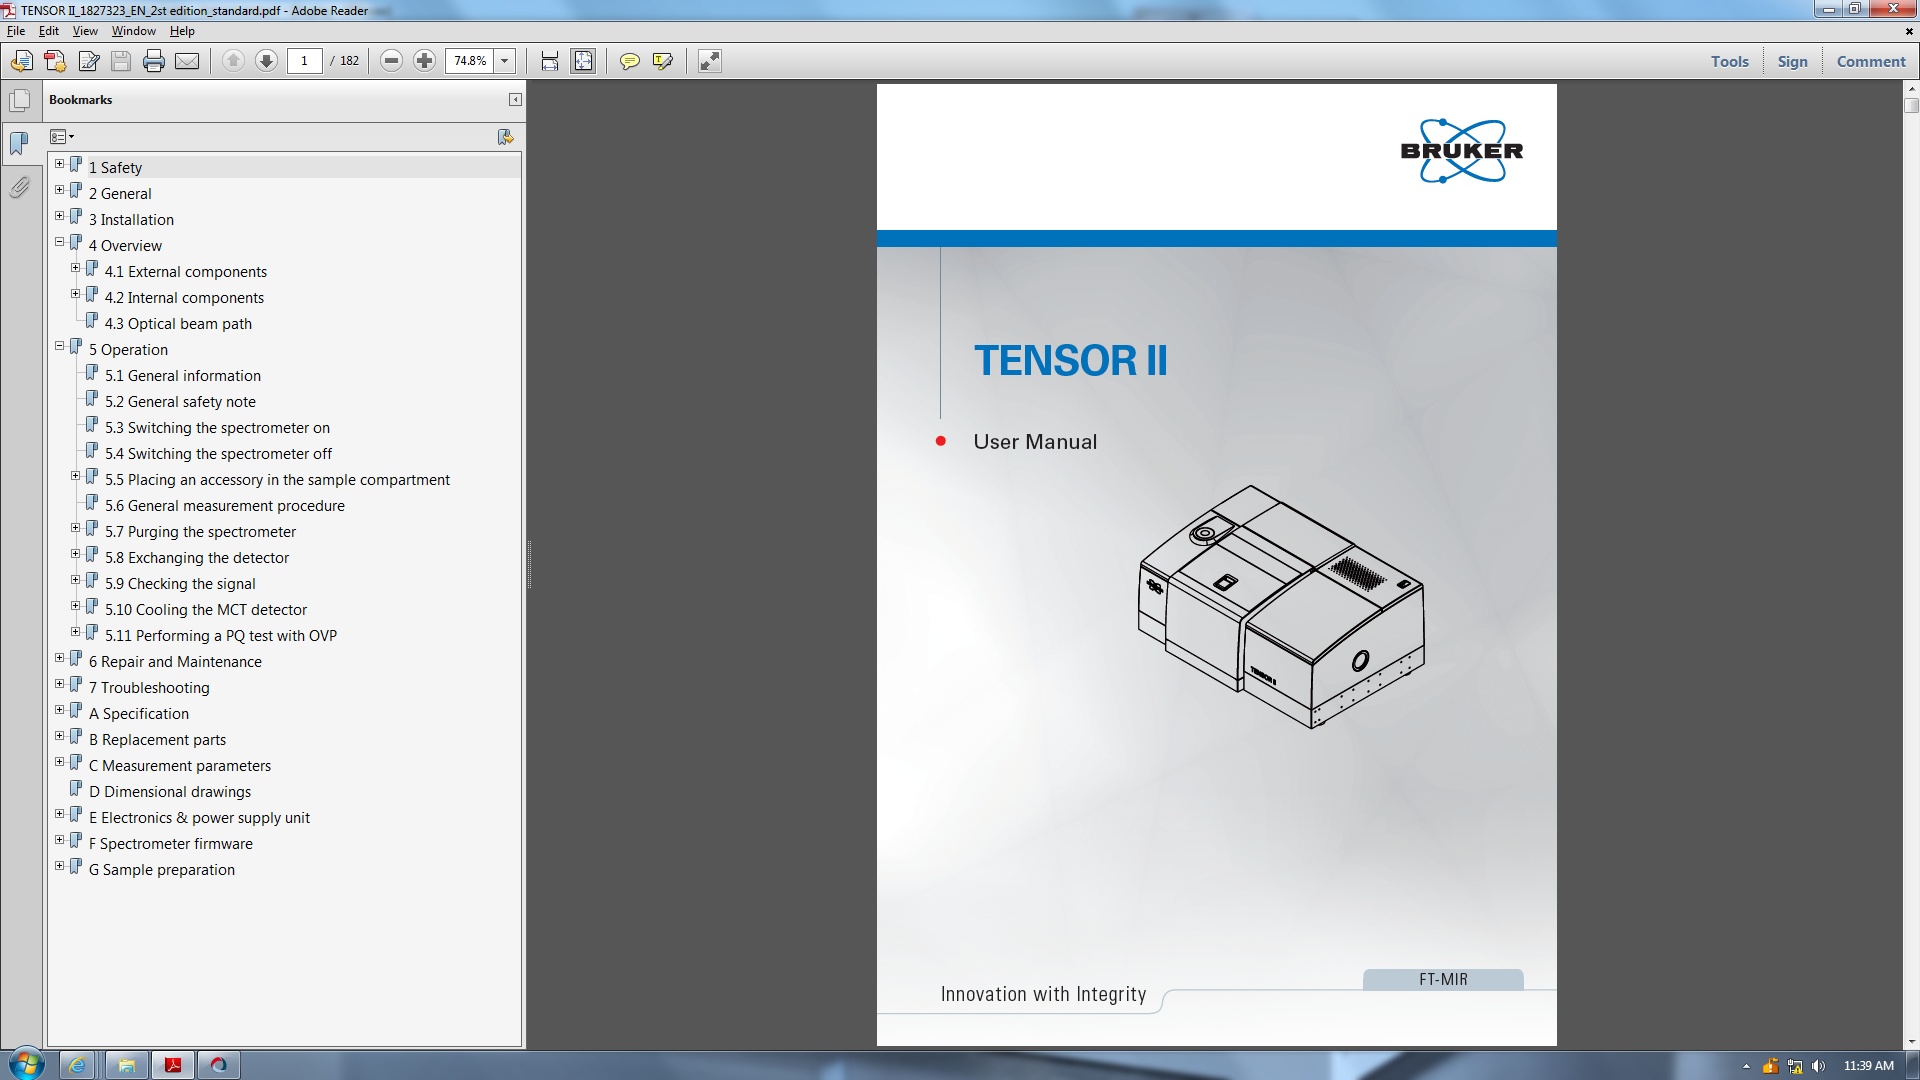 TENSOR II_1827323_EN_2st edition_standard.pdf - Adobe Reader
File Edit View Window Help
1 / 182 74.8% Tools Sign Comment
Bookmarks
1 Safety
2 General
3 Installation
4 Overview
4.1 External components
4.2 Internal components
4.3 Optical beam path
5 Operation
5.1 General information
5.2 General safety note
5.3 Switching the spectrometer on
5.4 Switching the spectrometer off
5.5 Placing an accessory in the sample compartment
5.6 General measurement procedure
5.7 Purging the spectrometer
5.8 Exchanging the detector
5.9 Checking the signal
5.10 Cooling the MCT detector
5.11 Performing a PQ test with OVP
6 Repair and Maintenance
7 Troubleshooting
A Specification
B Replacement parts
C Measurement parameters
D Dimensional drawings
E Electronics & power supply unit
F Spectrometer firmware
G Sample preparation
BRUKER
TENSOR II
User Manual
TENSOR II
FT-MIR
Innovation with Integrity
11:39 AM